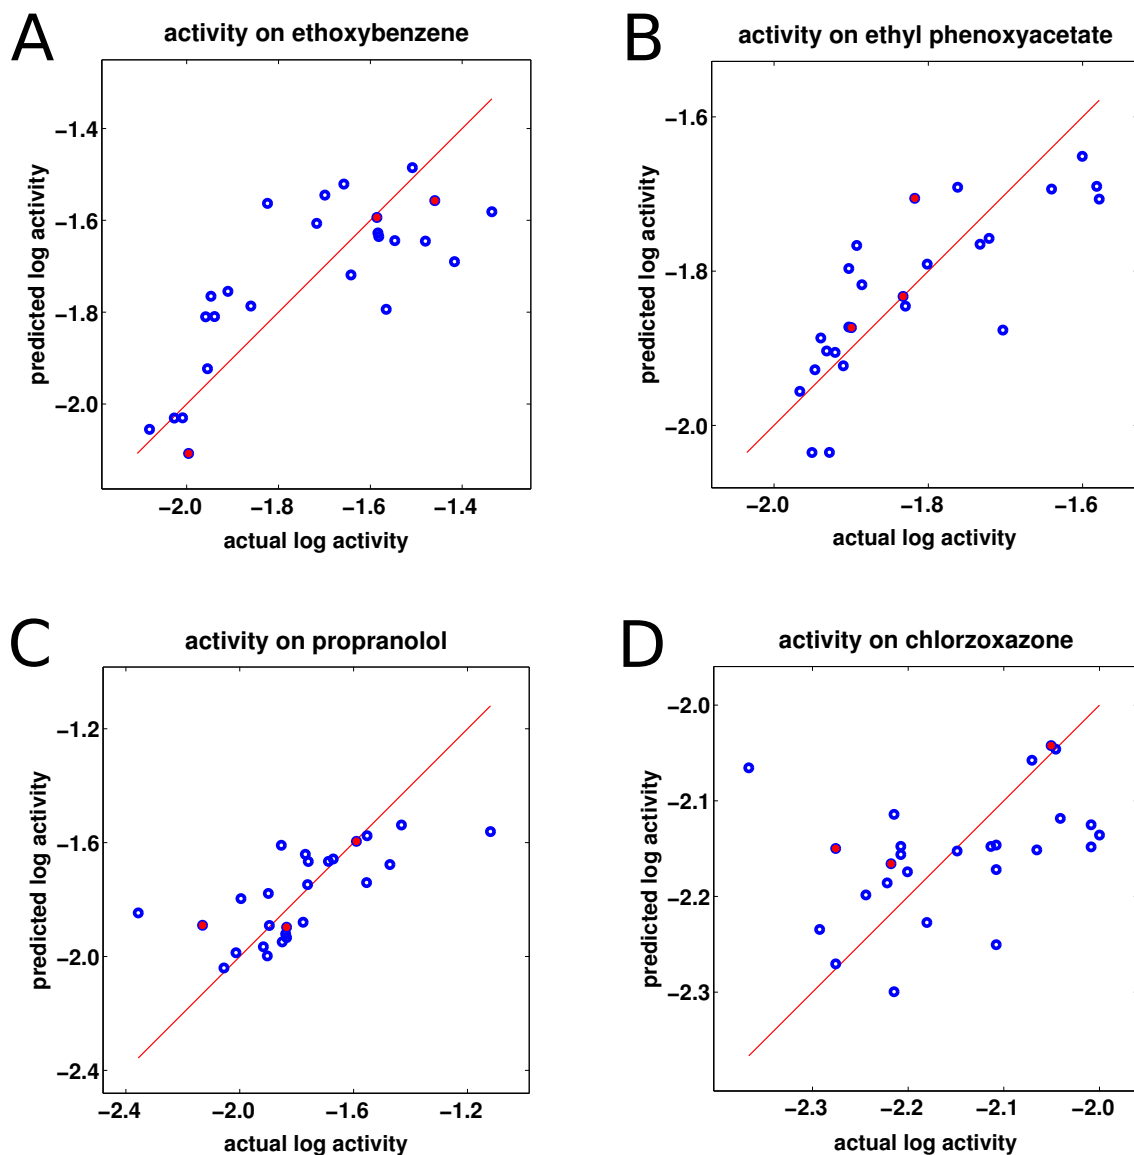 A
activity on ethoxybenzene
−1.4
−1.6
−1.8
−2.0
predicted log activity
−2.0
−1.8
−1.6
−1.4
actual log activity
B
activity on ethyl phenoxyacetate
−1.6
−1.8
−2.0
predicted log activity
−2.0
−1.8
−1.6
actual log activity
C
activity on propranolol
−1.2
−1.6
−2.0
−2.4
predicted log activity
−2.4
−2.0
−1.6
−1.2
actual log activity
D
activity on chlorzoxazone
−2.0
−2.1
−2.2
−2.3
predicted log activity
−2.3
−2.2
−2.1
−2.0
actual log activity